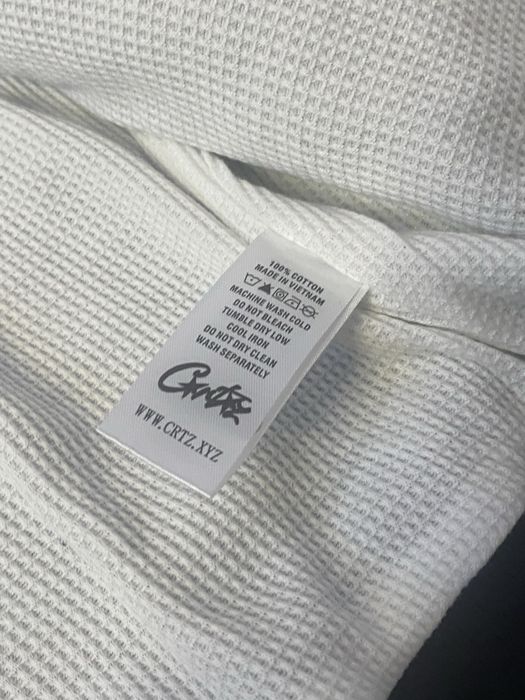 100% COTTON
MADE IN VIETNAM
MACHINE WASH COLD
DO NOT BLEACH
TUMBLE DRY LOW
COOL IRON
DO NOT DRY CLEAN
WASH SEPARATELY
Crtz
WWW.CRTZ.XYZ